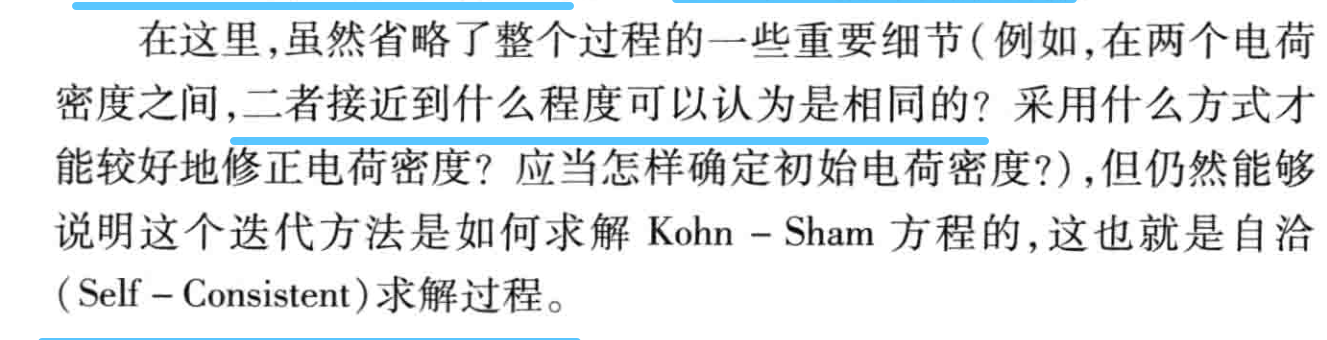 在这里,虽然省略了整个过程的一些重要细节(例如,在两个电荷
密度之间,二者接近到什么程度可以认为是相同的? 采用什么方式才
能较好地修正电荷密度? 应当怎样确定初始电荷密度?),但仍然能够
说明这个迭代方法是如何求解 Kohn – Sham 方程的,这也就是自洽
(Self – Consistent)求解过程。